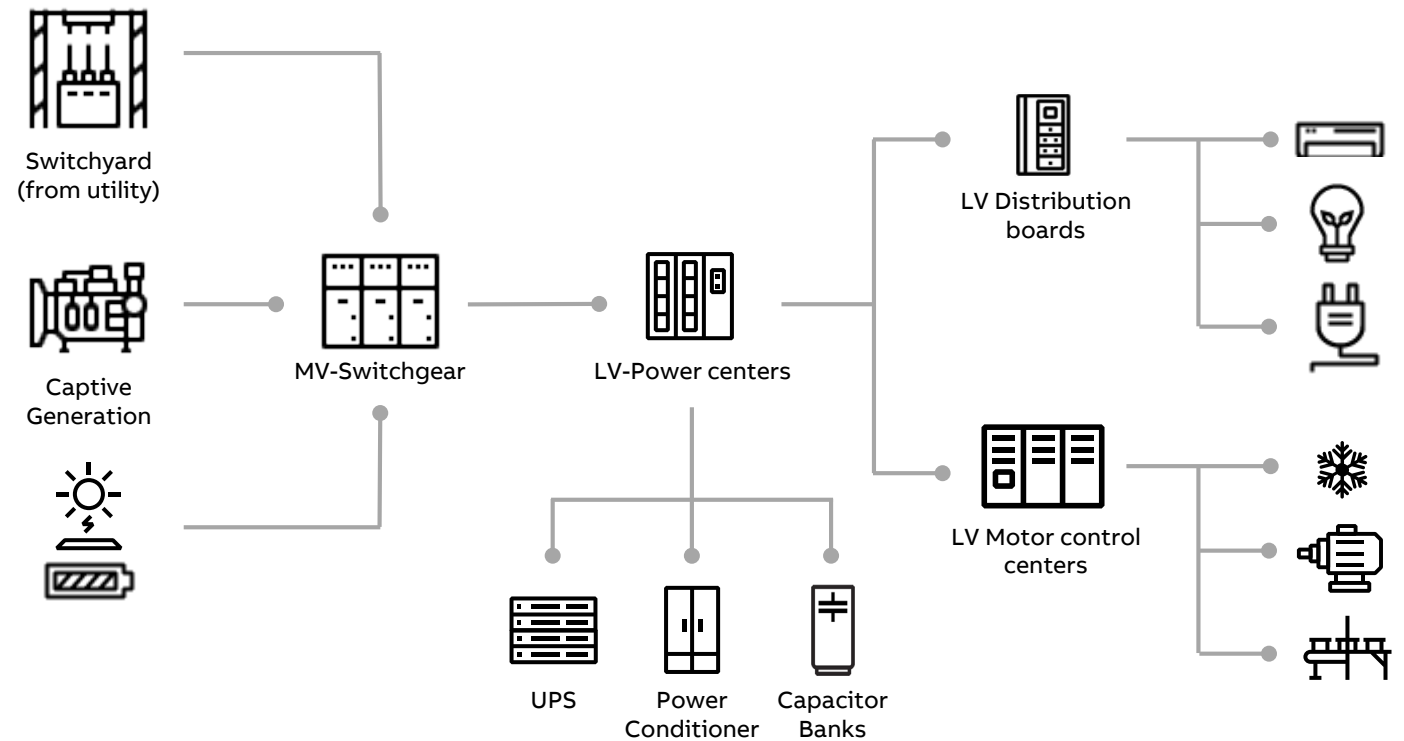 Switchyard
(from utility)
Captive
Generation
MV-Switchgear
LV-Power centers
LV Distribution
boards
LV Motor control
centers
UPS
Power
Conditioner
Capacitor
Banks